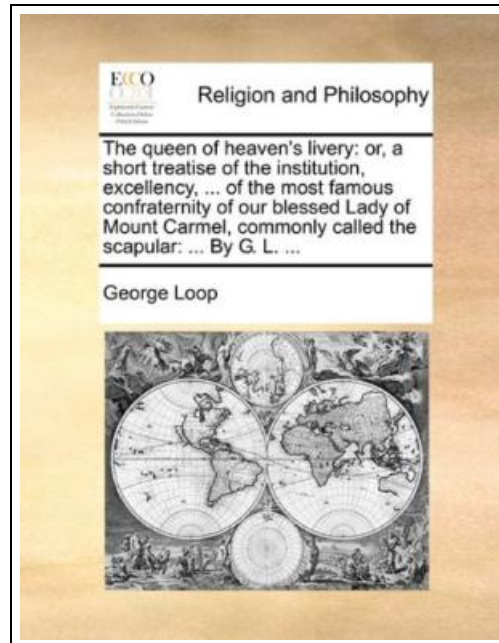 ECCO
Religion and Philosophy
The queen of heaven's livery: or, a
short treatise of the institution,
excellency, ... of the most famous
confraternity of our blessed Lady of
Mount Carmel, commonly called the
scapular: ... By G. L. ...
George Loop